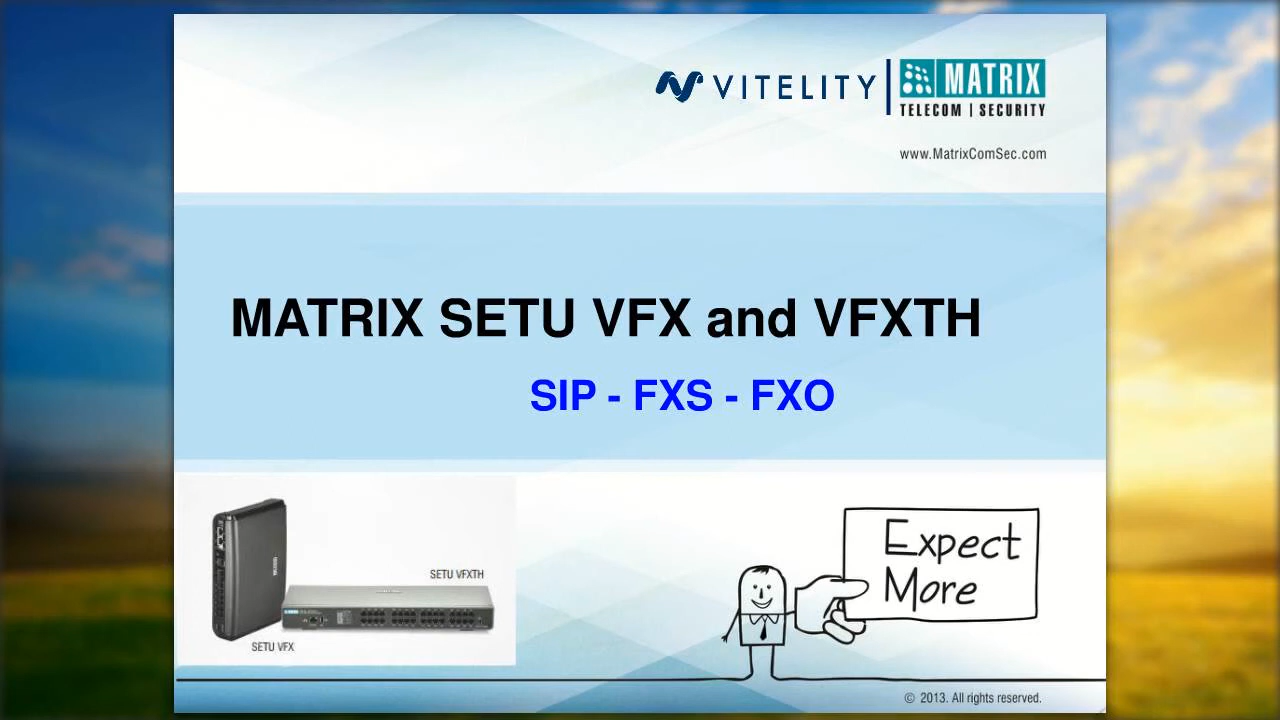 VITELITY
MATRIX
TELECOM | SECURITY
www.MatrixComSec.com
MATRIX SETU VFX and VFXTH
SIP - FXS - FXO
SETU VFXTH
SETU VFX
Expect
More
© 2013. All rights reserved.